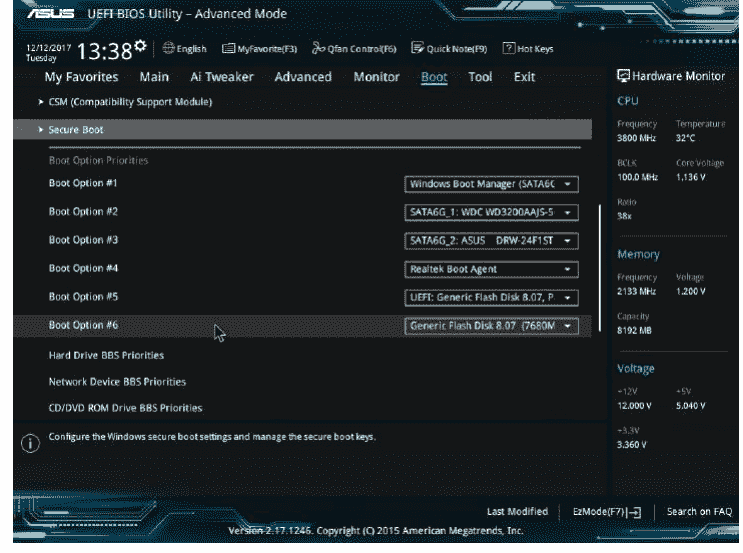 ASUS UEFI BIOS Utility – Advanced Mode
12/12/2017 Tuesday 13:38 English MyFavorite(F3) Qfan Control(F6) Quick Note(F9) ? Hot Keys
My Favorites Main Ai Tweaker Advanced Monitor Boot Tool Exit
> CSM (Compatibility Support Module)
> Secure Boot
Boot Option Priorities
Boot Option #1 Windows Boot Manager (SATA6G
Boot Option #2 SATA6G_1: WDC WD3200AAJS-5
Boot Option #3 SATA6G_2: ASUS DRW-24F1ST
Boot Option #4 Realtek Boot Agent
Boot Option #5 UEFI: Generic Flash Disk 8.07, P
Boot Option #6 Generic Flash Disk 8.07 (7680M
Hard Drive BBS Priorities
Network Device BBS Priorities
CD/DVD ROM Drive BBS Priorities
Configure the Windows secure boot settings and manage the secure boot keys.
Hardware Monitor
CPU
Frequency Temperature
3800 MHz 32°C
BCLK Core Voltage
100.0 MHz 1.136 V
Ratio
38x
Memory
Frequency Voltage
2133 MHz 1.200 V
Capacity
8192 MB
Voltage
+12V +5V
12.000 V 5.040 V
+3.3V
3.360 V
Last Modified EzMode(F7) Search on FAQ
Version 2.17.1246. Copyright (C) 2015 American Megatrends, Inc.